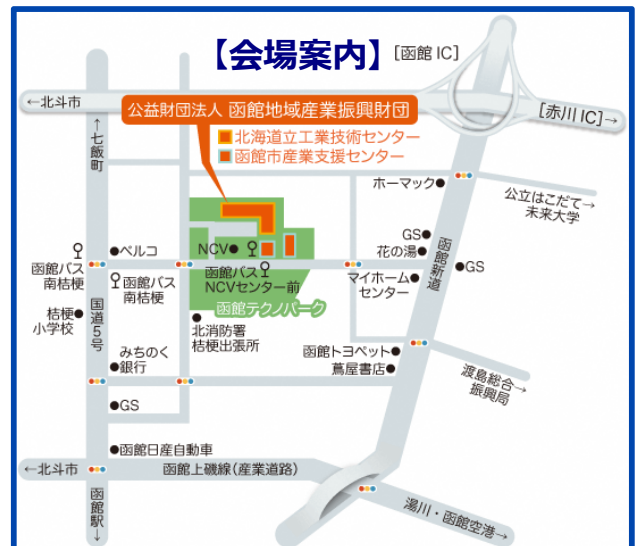 【会場案内】
[函館IC]
←北斗市
公益財団法人 函館地域産業振興財団
[赤川IC]→
←七飯町
北海道立工業技術センター
函館市産業支援センター
ホーマック
公立はこだて→
未来大学
GS
花の湯
函館新道
GS
ベルコ
NCV
函館バス
南桔梗
函館バス
南桔梗
函館バス
NCVセンター前
マイホーム
センター
函館テクノパーク
国道5号
桔梗
小学校
北消防署
桔梗出張所
みちのく
銀行
函館トヨペット
蔦屋書店
渡島総合→
振興局
GS
函館日産自動車
←北斗市
函館上磯線(産業道路)
函館駅→
湯川・函館空港→